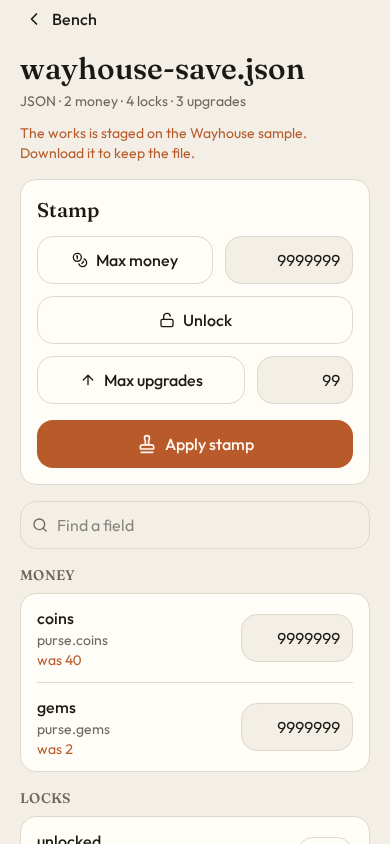 Bench
wayhouse-save.json
JSON · 2 money · 4 locks · 3 upgrades
The works is staged on the Wayhouse sample.
Download it to keep the file.
Stamp
Max money 9999999
Unlock
Max upgrades 99
Apply stamp
Find a field
MONEY
coins
purse.coins 9999999
was 40
gems
purse.gems 9999999
was 2
LOCKS
unlocked